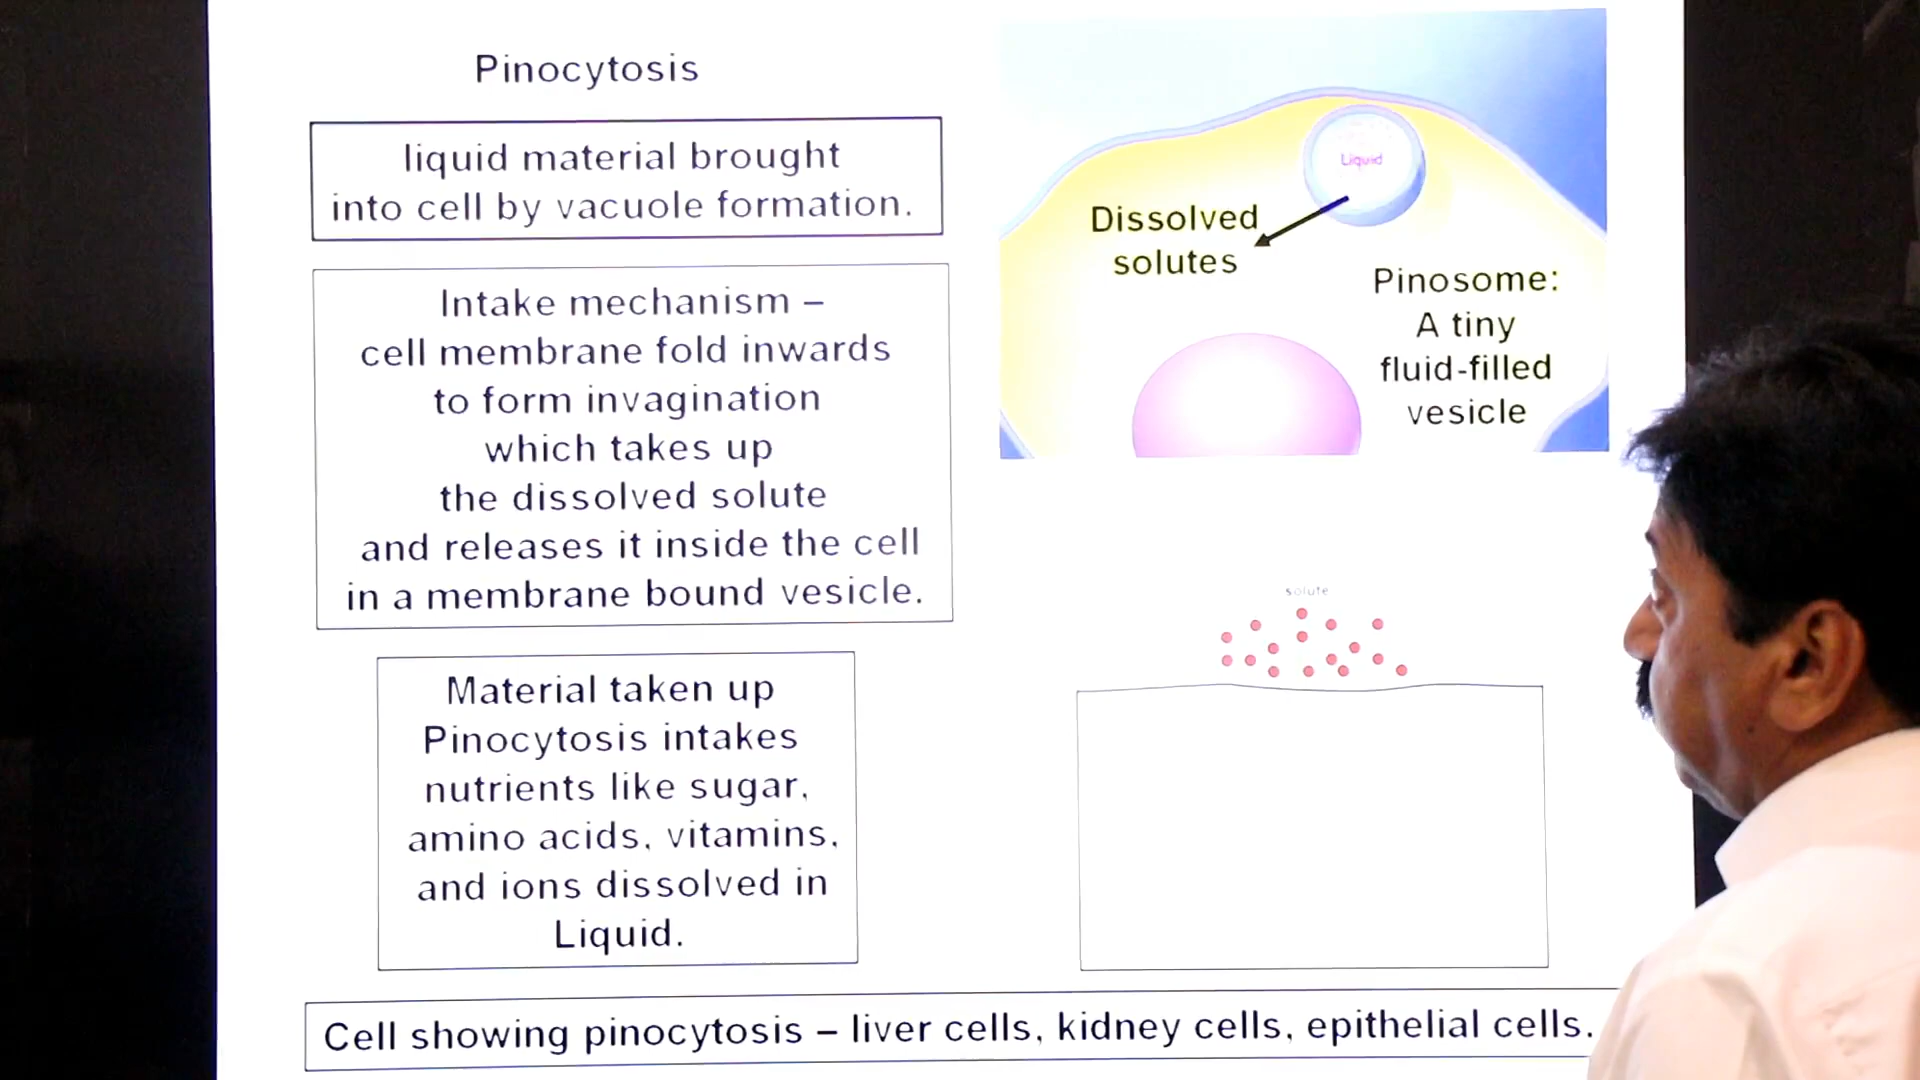 Pinocytosis
liquid material brought
into cell by vacuole formation.
Intake mechanism –
cell membrane fold inwards
to form invagination
which takes up
the dissolved solute
and releases it inside the cell
in a membrane bound vesicle.
Material taken up
Pinocytosis intakes
nutrients like sugar,
amino acids, vitamins,
and ions dissolved in
Liquid.
Liquid
Dissolved
solutes
Pinosome:
A tiny
fluid-filled
vesicle
solute
Cell showing pinocytosis – liver cells, kidney cells, epithelial cells.